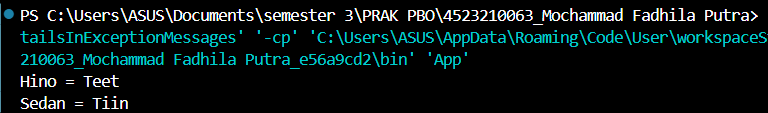 PS C:\Users\ASUS\Documents\semester 3\PRAK PBO\4523210063_Mochammad Fadhila Putra>
tailsInExceptionMessages' '-cp' 'C:\Users\ASUS\AppData\Roaming\Code\User\workspaceS
210063_Mochammad Fadhila Putra_e56a9cd2\bin' 'App'
Hino = Teet
Sedan = Tiin